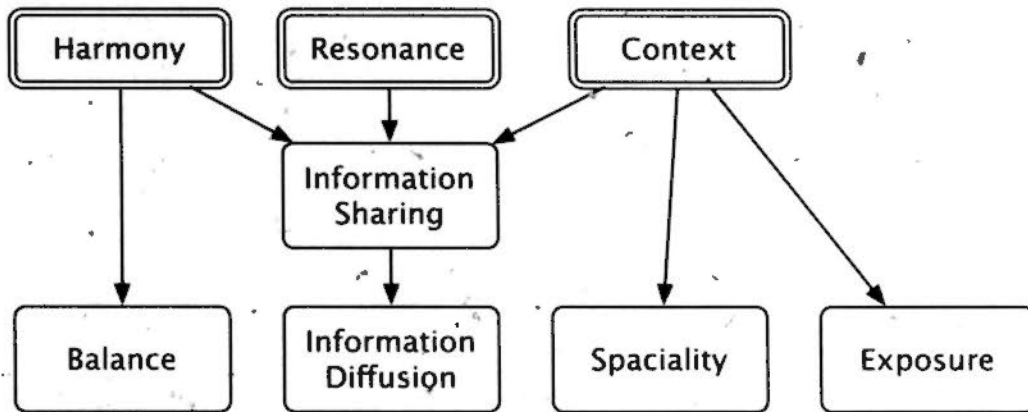 Harmony
Resonance
Context
Information
Sharing
Balance
Information
Diffusion
Spaciality
Exposure